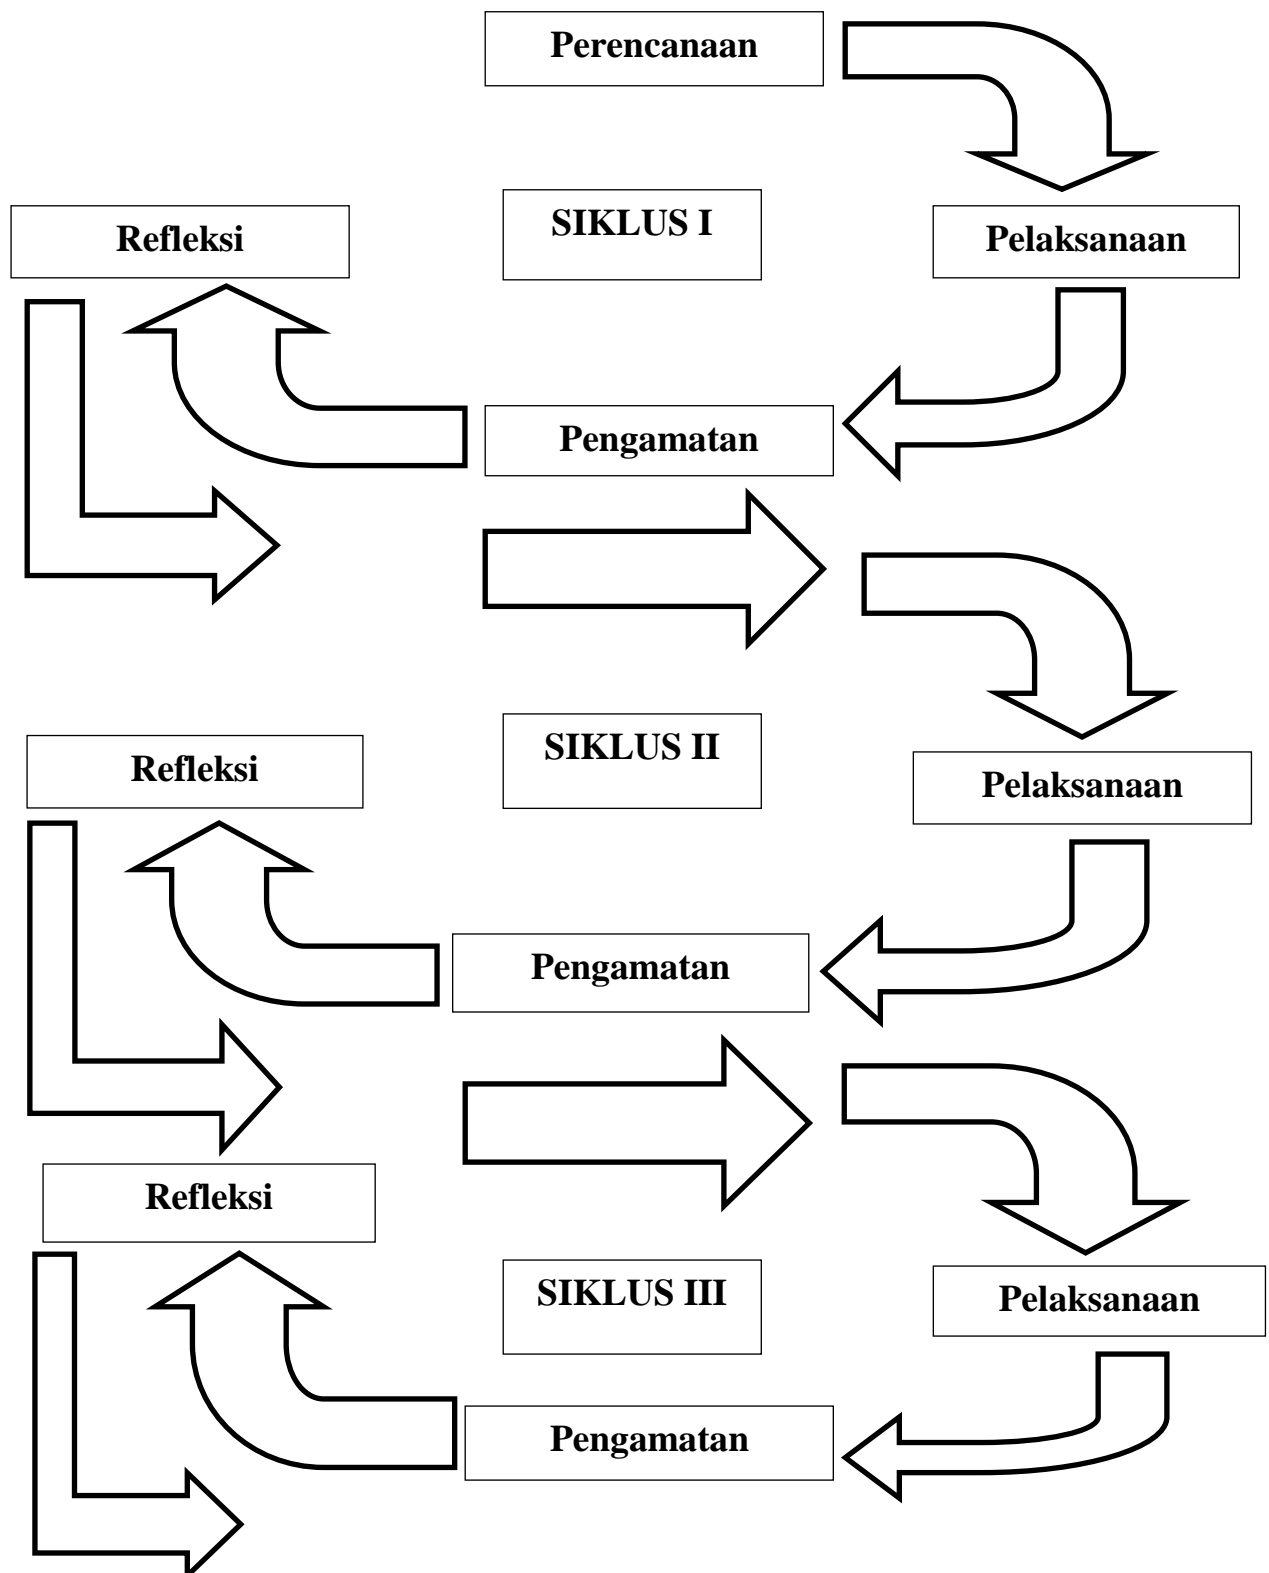 Perencanaan
SIKLUS I
Refleksi
Pelaksanaan
Pengamatan
SIKLUS II
Refleksi
Pelaksanaan
Pengamatan
Refleksi
SIKLUS III
Pelaksanaan
Pengamatan